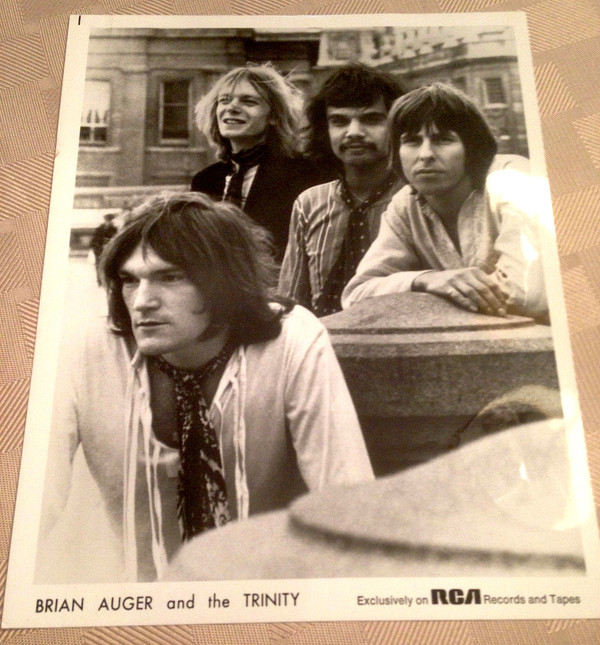 BRIAN AUGER and the TRINITY Exclusively on RCA Records and Tapes